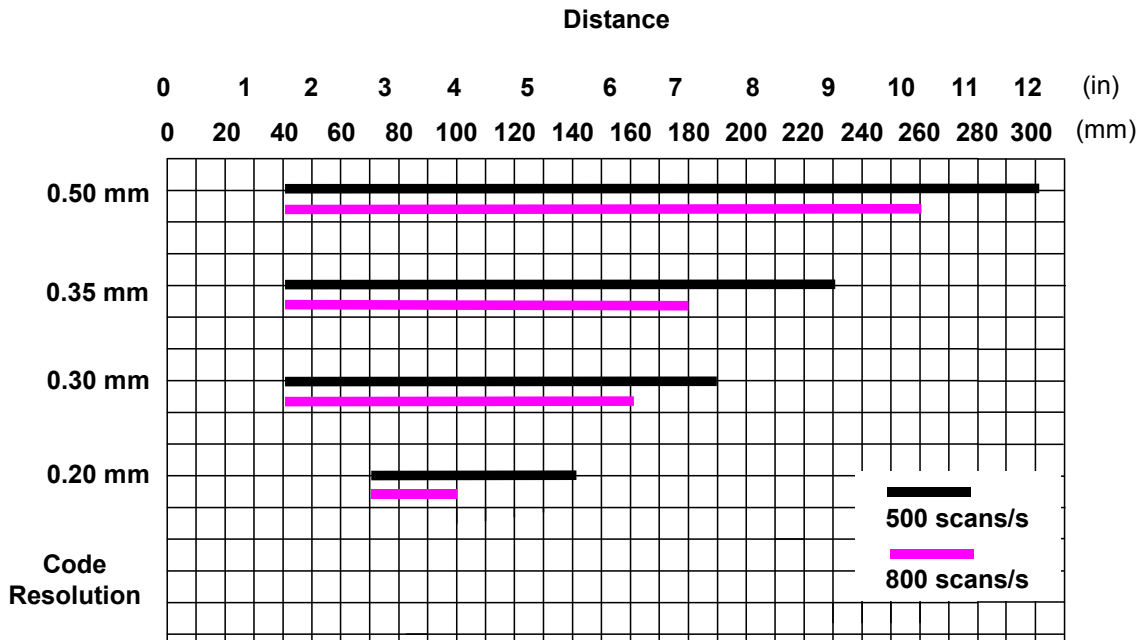 Distance
0 1 2 3 4 5 6 7 8 9 10 11 12 (in)
0 20 40 60 80 100 120 140 160 180 200 220 240 260 280 300 (mm)
0.50 mm
0.35 mm
0.30 mm
0.20 mm
500 scans/s
800 scans/s
Code
Resolution